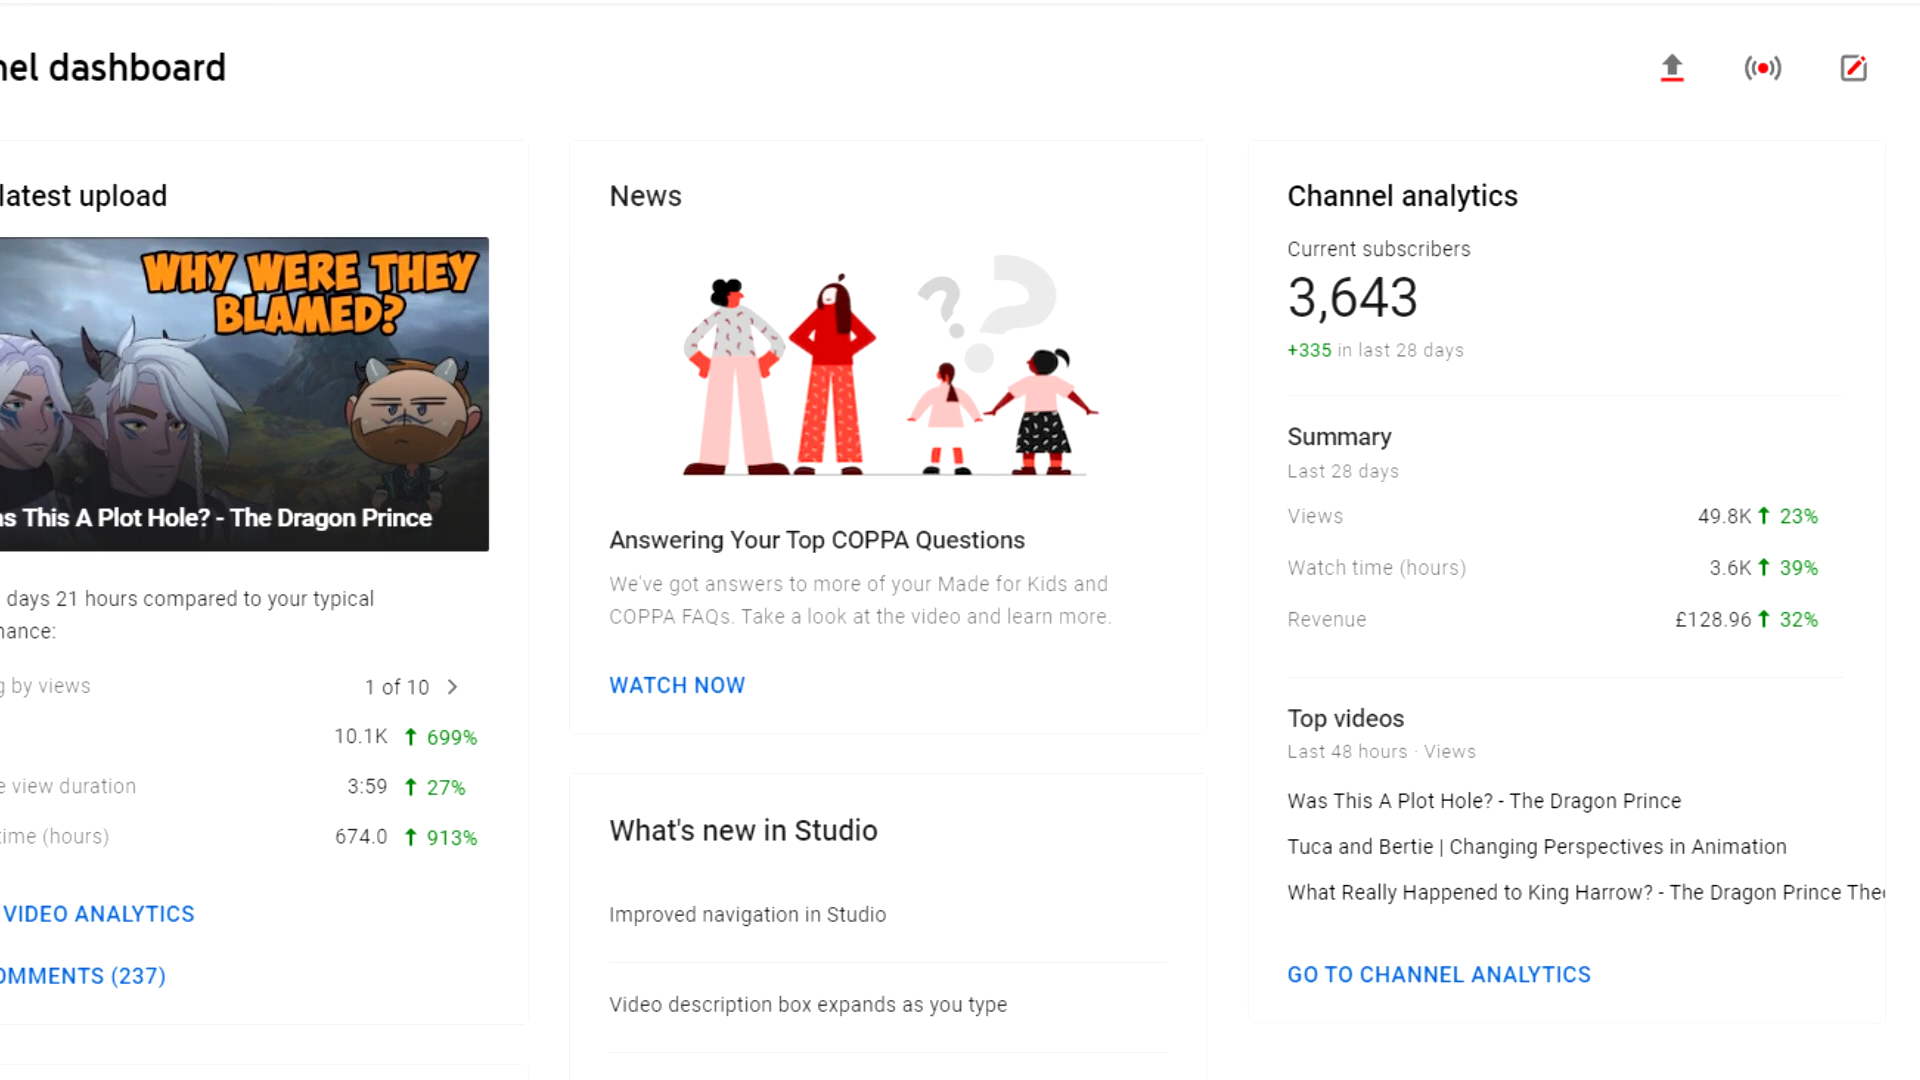 nel dashboard
latest upload
WHY WERE THEY
BLAMED?
as This A Plot Hole? - The Dragon Prince
days 21 hours compared to your typical
nance:
g by views
1 of 10
10.1K 699%
e view duration
3:59 27%
time (hours)
674.0 913%
VIDEO ANALYTICS
OMMENTS (237)
News
Answering Your Top COPPA Questions
We've got answers to more of your Made for Kids and
COPPA FAQs. Take a look at the video and learn more.
WATCH NOW
What's new in Studio
Improved navigation in Studio
Video description box expands as you type
Channel analytics
Current subscribers
3,643
+335 in last 28 days
Summary
Last 28 days
Views 49.8K 23%
Watch time (hours) 3.6K 39%
Revenue £128.96 32%
Top videos
Last 48 hours · Views
Was This A Plot Hole? - The Dragon Prince
Tuca and Bertie | Changing Perspectives in Animation
What Really Happened to King Harrow? - The Dragon Prince Theo
GO TO CHANNEL ANALYTICS